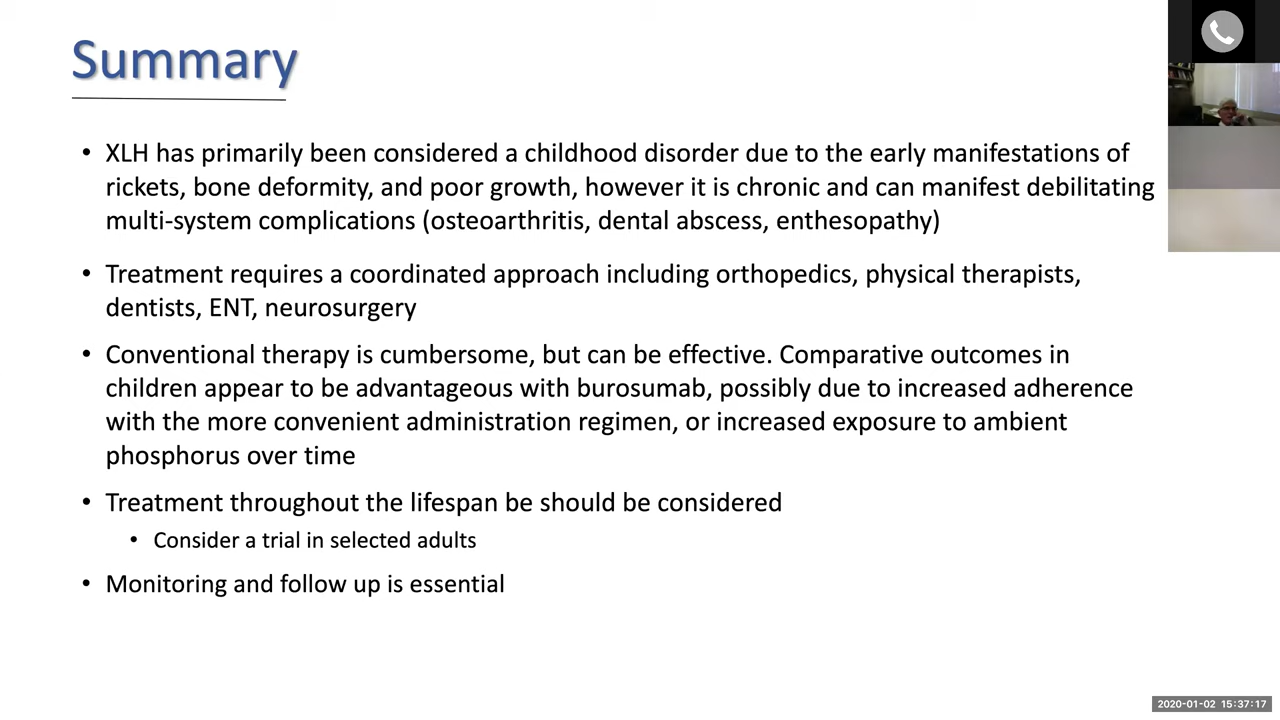 Summary
• XLH has primarily been considered a childhood disorder due to the early manifestations of
rickets, bone deformity, and poor growth, however it is chronic and can manifest debilitating
multi-system complications (osteoarthritis, dental abscess, enthesopathy)
• Treatment requires a coordinated approach including orthopedics, physical therapists,
dentists, ENT, neurosurgery
• Conventional therapy is cumbersome, but can be effective. Comparative outcomes in
children appear to be advantageous with burosumab, possibly due to increased adherence
with the more convenient administration regimen, or increased exposure to ambient
phosphorus over time
• Treatment throughout the lifespan be should be considered
• Consider a trial in selected adults
• Monitoring and follow up is essential
2020-01-02 15:37:17